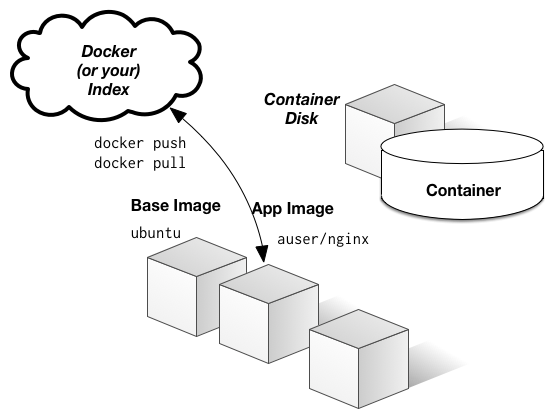 Docker
(or your)
Index
Container
Disk
docker push
docker pull
Container
Base Image
App Image
ubuntu
auser/nginx